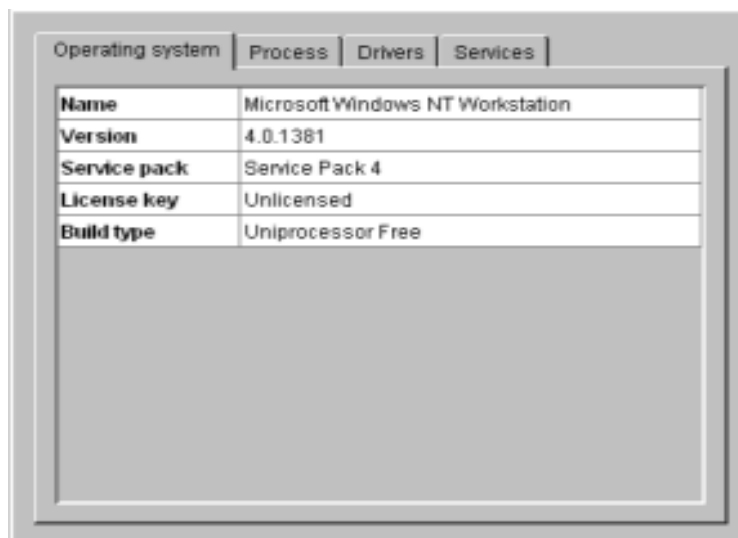 Operating system Process Drivers Services
Name Microsoft Windows NT Workstation
Version 4.0.1381
Service pack Service Pack 4
License key Unlicensed
Build type Uniprocessor Free